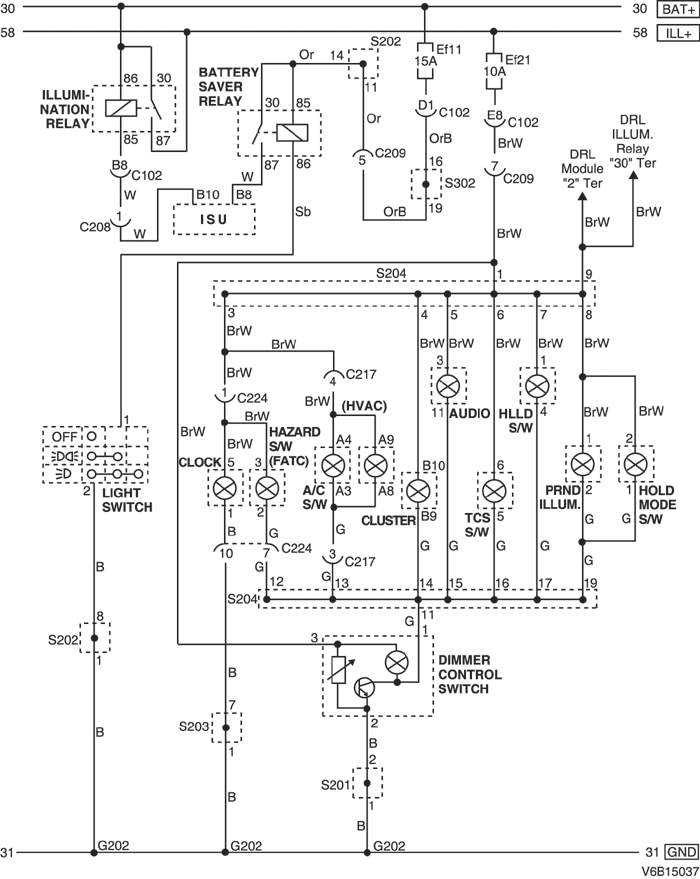 30 30 BAT+
58 58 ILL+
S202 Ef11 15A
Ef21 10A
Or 14
11
BATTERY
SAVER
RELAY
86 30
ILLUMI-
NATION
RELAY
85 87
30 85
87 86
Or
D1 C102
E8 C102
OrB
BrW
DRL
ILLUM.
Relay
"30" Ter
DRL
Module
"2" Ter
B8 C102
5 C209
16
S302
19
7 C209
W
W
B10 B8
ISU
1
C208
W
Sb
OrB
BrW
BrW
BrW
S204
1 9
3 4 5 6 7 8
BrW BrW BrW BrW BrW BrW
BrW
4 C217
3
11
AUDIO
1
4
HLLD
S/W
1 C224
BrW
(HVAC)
BrW
BrW
BrW
BrW
BrW
HAZARD
S/W
(FATC)
CLOCK
5 3
1 2
A4 A9
A3 A8
A/C
S/W
B10
B9
CLUSTER
6
5
TCS
S/W
1
2
PRND
ILLUM.
2
1
HOLD
MODE
S/W
1
OFF
2
LIGHT
SWITCH
B G G G G G G G
10 7 C224
3 C217
G G G
12 13 14 15 16 17 19
S204
11
G
1
3
DIMMER
CONTROL
SWITCH
2
B
8
S202
1
B
B
7
S203
1
B
B
2
S201
1
B
31 G202 G202 G202 31 GND
V6B15037